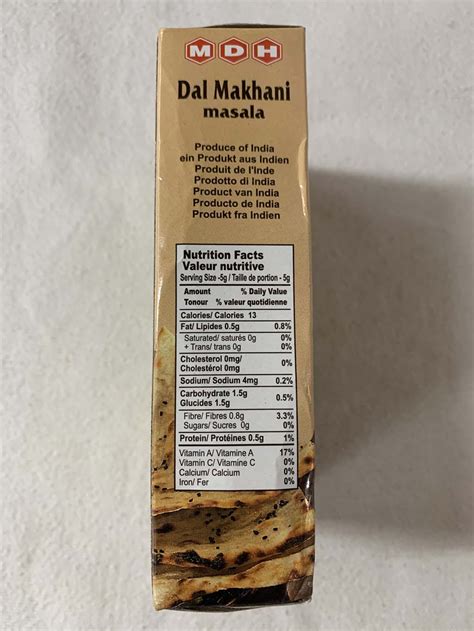 MDH
Dal Makhani
masala
Produce of India
ein Produkt aus Indien
Produit de l'Inde
Prodotto di India
Product van India
Producto de India
Produkt fra Indien
Nutrition Facts
Valeur nutritive
Serving Size -5g / Taille de portion - 5g
Amount % Daily Value
Tonour % valeur quotidienne
Calories/ Calories 13
Fat/ Lipides 0.5g 0.8%
Saturated/ saturés 0g 0%
+ Trans/ trans 0g 0%
Cholesterol 0mg/
Cholestérol 0mg 0%
Sodium/ Sodium 4mg 0.2%
Carbohydrate 1.5g
Glucides 1.5g 0.5%
Fibre/ Fibres 0.8g 3.3%
Sugars/ Sucres 0g 0%
Protein/ Protéines 0.5g 1%
Vitamin A/ Vitamine A 17%
Vitamin C/ Vitamine C 0%
Calcium/ Calcium 0%
Iron/ Fer 0%